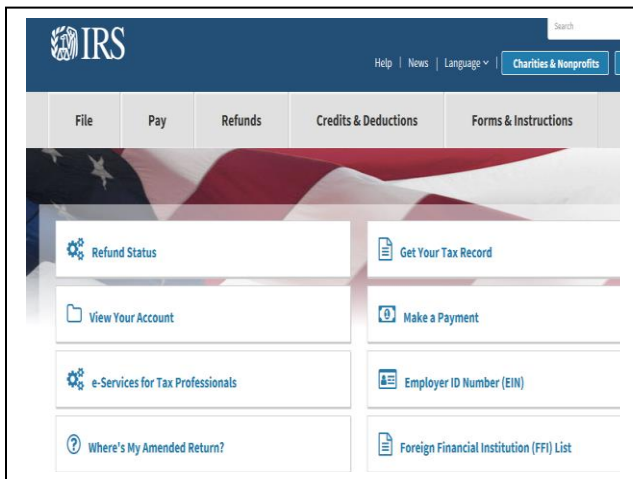 Search
IRS
Help | News | Language | Charities & Nonprofits
File Pay Refunds Credits & Deductions Forms & Instructions
Refund Status Get Your Tax Record
View Your Account Make a Payment
e-Services for Tax Professionals Employer ID Number (EIN)
Where's My Amended Return? Foreign Financial Institution (FFI) List